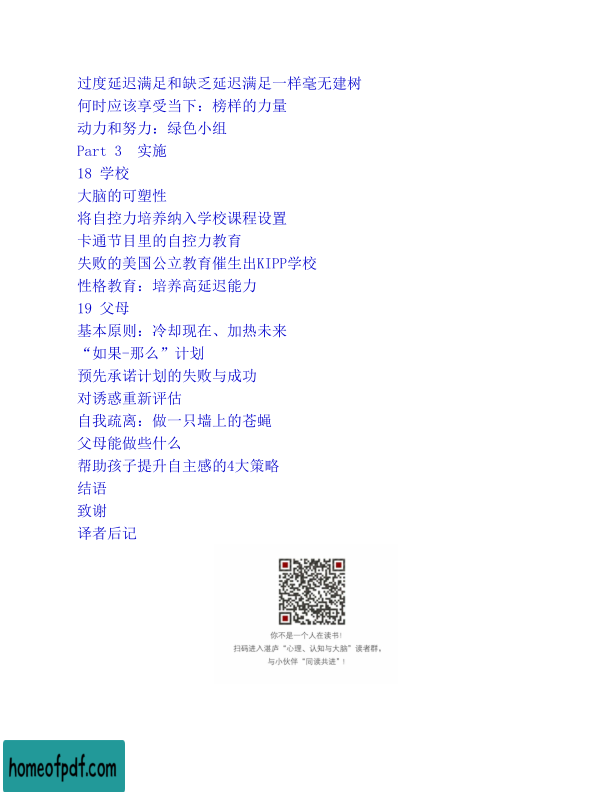 过度延迟满足和缺乏延迟满足一样毫无建树
何时应该享受当下：榜样的力量
动力和努力：绿色小组
Part 3　实施
18 学校
大脑的可塑性
将自控力培养纳入学校课程设置
卡通节目里的自控力教育
失败的美国公立教育催生出KIPP学校
性格教育：培养高延迟能力
19 父母
基本原则：冷却现在、加热未来
“如果-那么”计划
预先承诺计划的失败与成功
对诱惑重新评估
自我疏离：做一只墙上的苍蝇
父母能做些什么
帮助孩子提升自主感的4大策略
结语
致谢
译者后记
你不是一个人在读书!
扫码进入湛庐“心理、认知与大脑”读者群,
与小伙伴“同读共进”!
homeofpdf.com